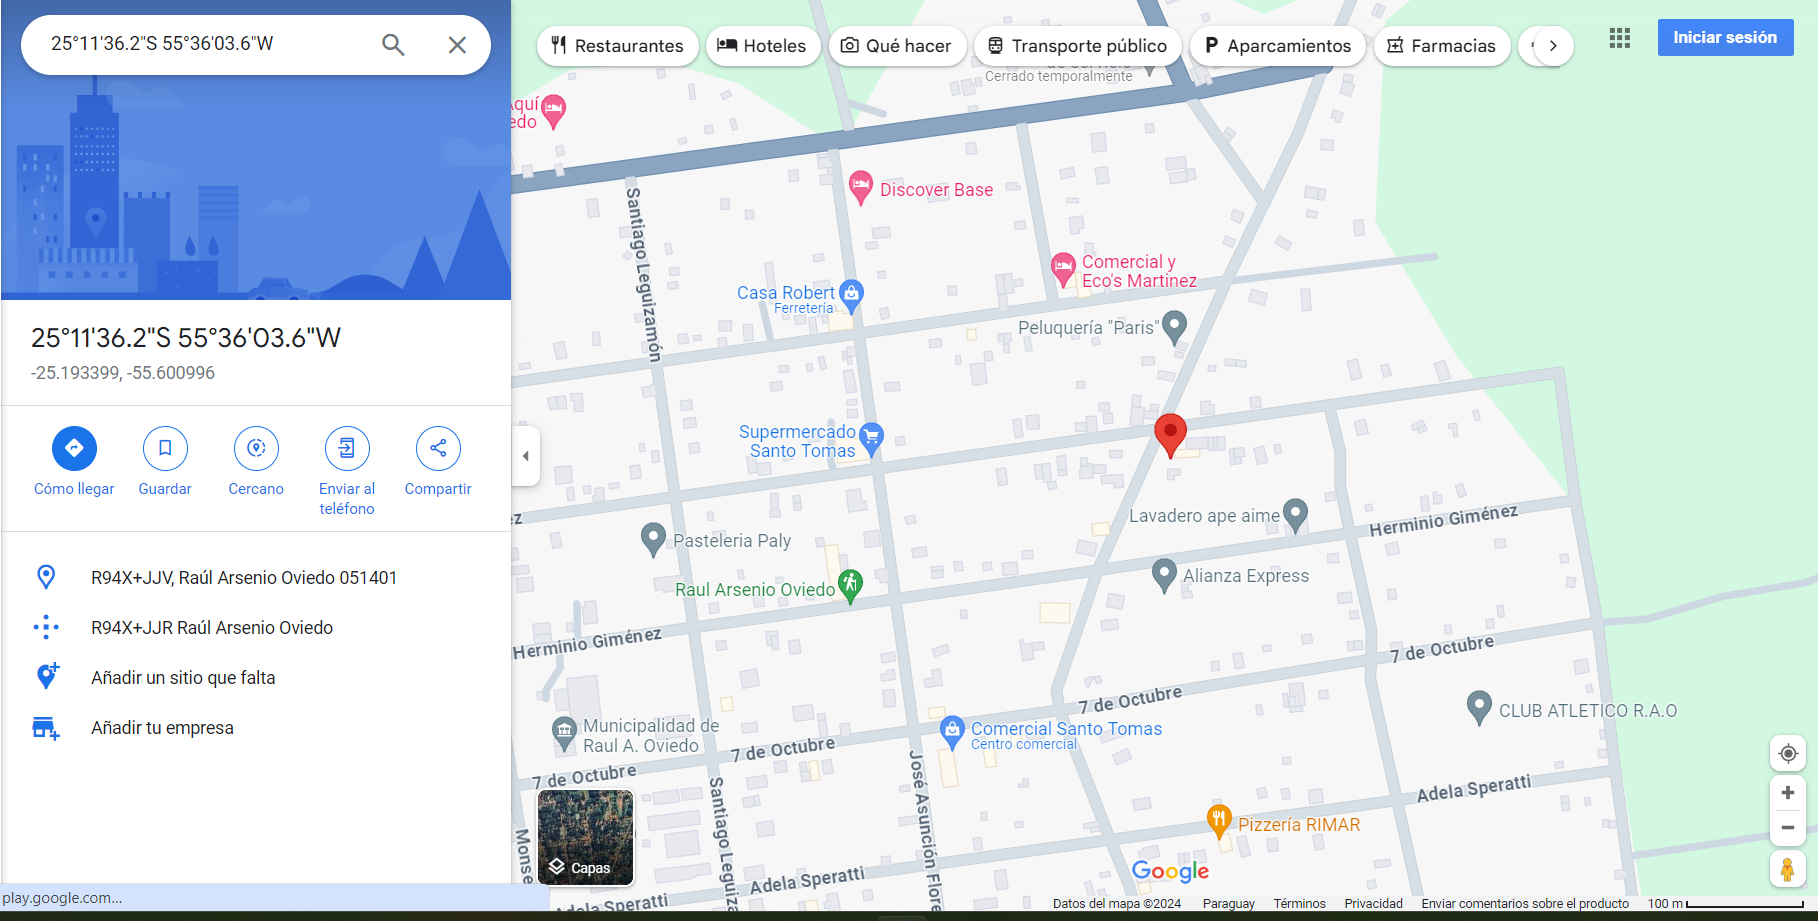 25°11'36.2"S 55°36'03.6"W
Restaurantes
Hoteles
Qué hacer
Transporte público
Aparcamientos
Farmacias
Iniciar sesión
Cerrado temporalmente
Discover Base
Santiago Leguizamón
Comercial y
Eco's Martinez
Casa Robert
Ferretería
Peluquería "Paris"
25°11'36.2"S 55°36'03.6"W
-25.193399, -55.600996
Cómo llegar
Guardar
Cercano
Enviar al
teléfono
Compartir
Supermercado
Santo Tomas
Lavadero ape aime
Herminio Giménez
Pasteleria Paly
Alianza Express
Raul Arsenio Oviedo
R94X+JJV, Raúl Arsenio Oviedo 051401
R94X+JJR Raúl Arsenio Oviedo
Añadir un sitio que falta
Añadir tu empresa
Herminio Giménez
7 de Octubre
7 de Octubre
CLUB ATLETICO R.A.O
Municipalidad de
Raul A. Oviedo
Comercial Santo Tomas
Centro comercial
7 de Octubre
7 de Octubre
José Asunción Flore
Santiago Leguiza
Monse
Adela Speratti
Pizzería RIMAR
Capas
Google
Adela Speratti
dela Speratti
play.google.com...
Datos del mapa ©2024
Paraguay
Términos
Privacidad
Enviar comentarios sobre el producto
100 m